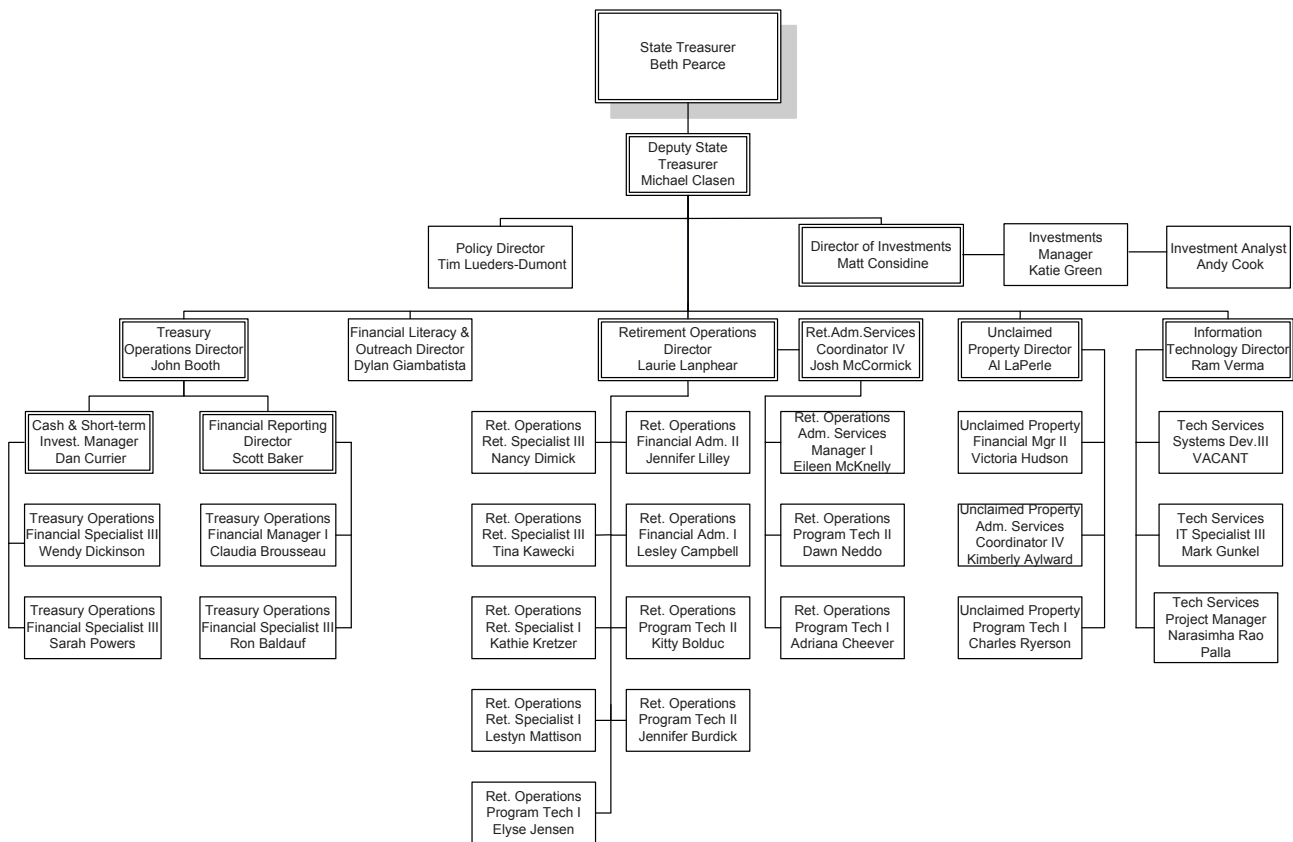 State Treasurer
Beth Pearce
Deputy State
Treasurer
Michael Clasen
Policy Director
Tim Lueders-Dumont
Director of Investments
Matt Considine
Investments
Manager
Katie Green
Investment Analyst
Andy Cook
Treasury
Operations Director
John Booth
Financial Literacy &
Outreach Director
Dylan Giambatista
Retirement Operations
Director
Laurie Lanphear
Ret.Adm.Services
Coordinator IV
Josh McCormick
Unclaimed
Property Director
Al LaPerle
Information
Technology Director
Ram Verma
Cash & Short-term
Invest. Manager
Dan Currier
Financial Reporting
Director
Scott Baker
Ret. Operations
Ret. Specialist III
Nancy Dimick
Ret. Operations
Financial Adm. II
Jennifer Lilley
Ret. Operations
Adm. Services
Manager I
Eileen McKnelly
Unclaimed Property
Financial Mgr II
Victoria Hudson
Tech Services
Systems Dev.III
VACANT
Treasury Operations
Financial Specialist III
Wendy Dickinson
Treasury Operations
Financial Manager I
Claudia Brousseau
Ret. Operations
Ret. Specialist III
Tina Kawecki
Ret. Operations
Financial Adm. I
Lesley Campbell
Ret. Operations
Program Tech II
Dawn Neddo
Unclaimed Property
Adm. Services
Coordinator IV
Kimberly Aylward
Tech Services
IT Specialist III
Mark Gunkel
Treasury Operations
Financial Specialist III
Sarah Powers
Treasury Operations
Financial Specialist III
Ron Baldauf
Ret. Operations
Ret. Specialist I
Kathie Kretzer
Ret. Operations
Program Tech II
Kitty Bolduc
Ret. Operations
Program Tech I
Adriana Cheever
Unclaimed Property
Program Tech I
Charles Ryerson
Tech Services
Project Manager
Narasimha Rao
Palla
Ret. Operations
Ret. Specialist I
Lestyn Mattison
Ret. Operations
Program Tech II
Jennifer Burdick
Ret. Operations
Program Tech I
Elyse Jensen